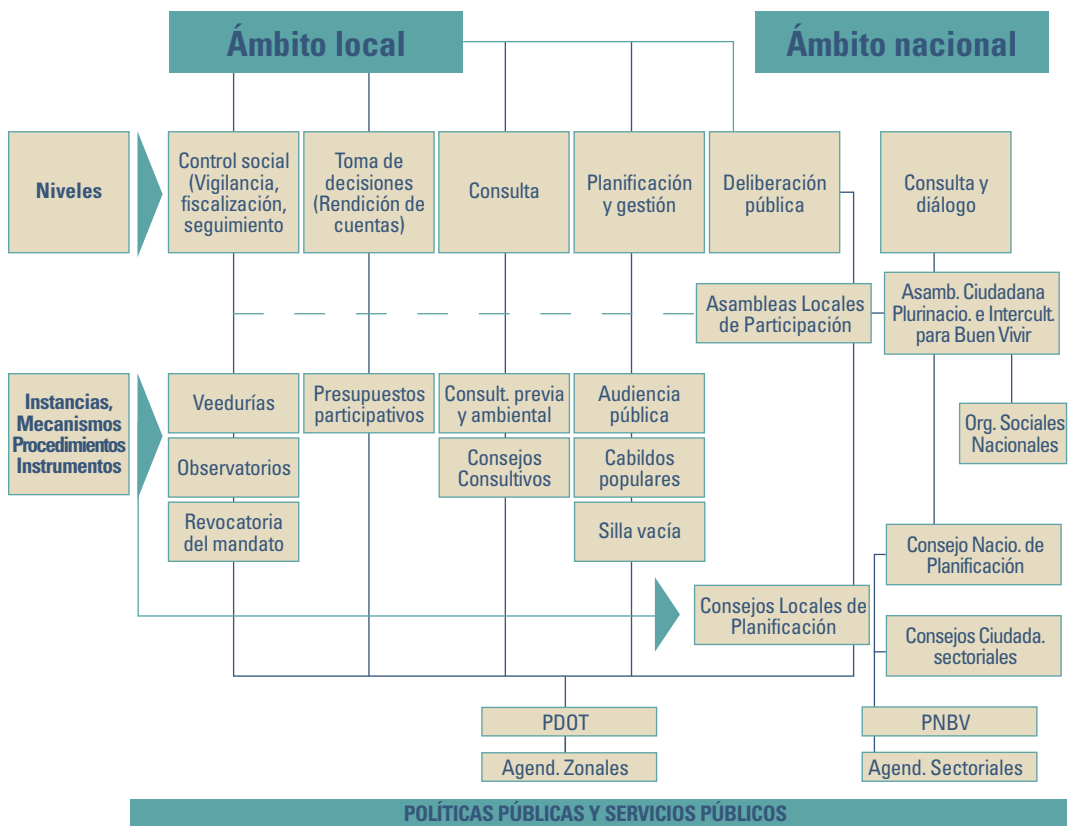 Ámbito local
Ámbito nacional
Niveles
Control social
(Vigilancia,
fiscalización,
seguimiento
Toma de
decisiones
(Rendición de
cuentas)
Consulta
Planificación
y gestión
Deliberación
pública
Consulta y
diálogo
Asambleas Locales
de Participación
Asamb. Ciudadana
Plurinacio. e Intercult.
para Buen Vivir
Instancias,
Mecanismos
Procedimientos
Instrumentos
Veedurías
Presupuestos
participativos
Consult. previa
y ambiental
Audiencia
pública
Org. Sociales
Nacionales
Observatorios
Consejos
Consultivos
Cabildos
populares
Revocatoria
del mandato
Silla vacía
Consejo Nacio. de
Planificación
Consejos Locales de
Planificación
Consejos Ciudada.
sectoriales
PDOT
PNBV
Agend. Zonales
Agend. Sectoriales
POLÍTICAS PÚBLICAS Y SERVICIOS PÚBLICOS